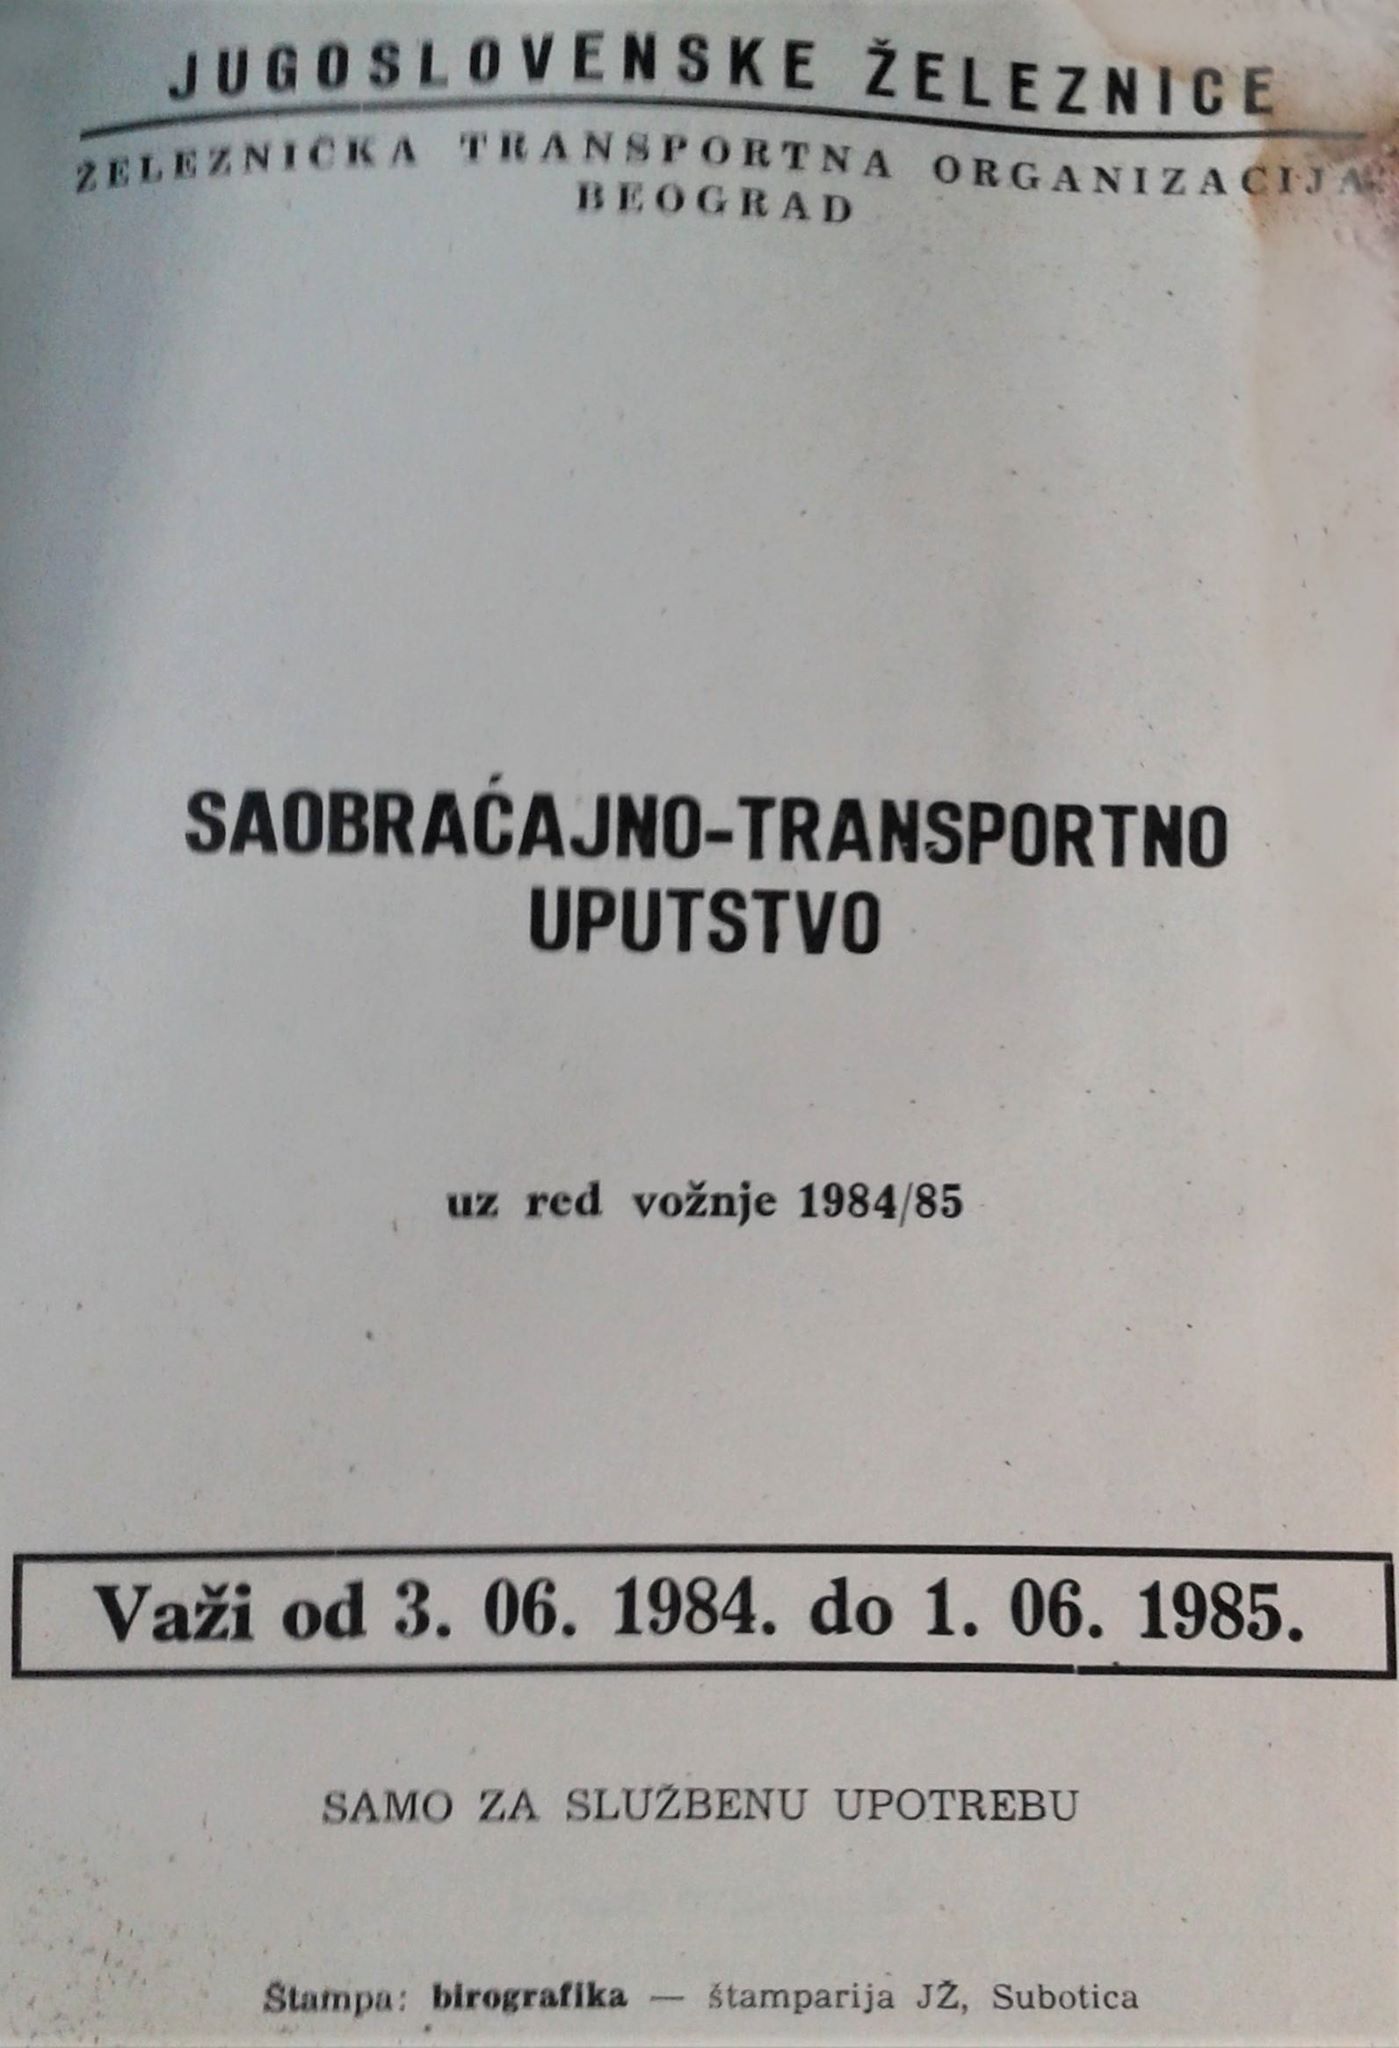 JUGOSLOVENSKE ŽELEZNICE
ŽELEZNIČKA TRANSPORTNA ORGANIZACIJA
BEOGRAD
SAOBRAĆAJNO-TRANSPORTNO
UPUTSTVO
uz red vožnje 1984/85
Važi od 3. 06. 1984. do 1. 06. 1985.
SAMO ZA SLUŽBENU UPOTREBU
Štampa: birografika — štamparija JŽ, Subotica